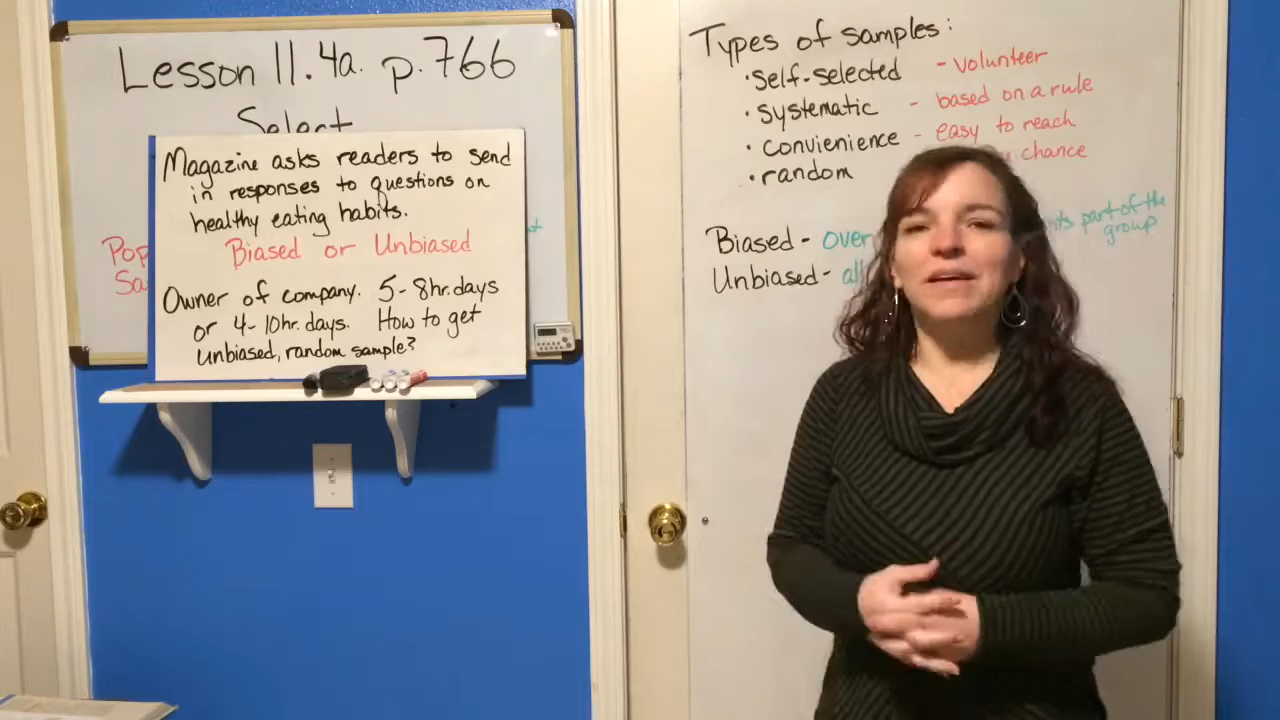 Lesson 11.4a. p.766
Select
Magazine asks readers to send
in responses to questions on
healthy eating habits.
Biased or Unbiased
Owner of company. 5-8hr.days
or 4-10hr.days. How to get
unbiased, random sample?
Types of samples:
•self-selected - volunteer
•systematic - based on a rule
•convienience - easy to reach
•random chance
Biased - over part of the
group
Unbiased -